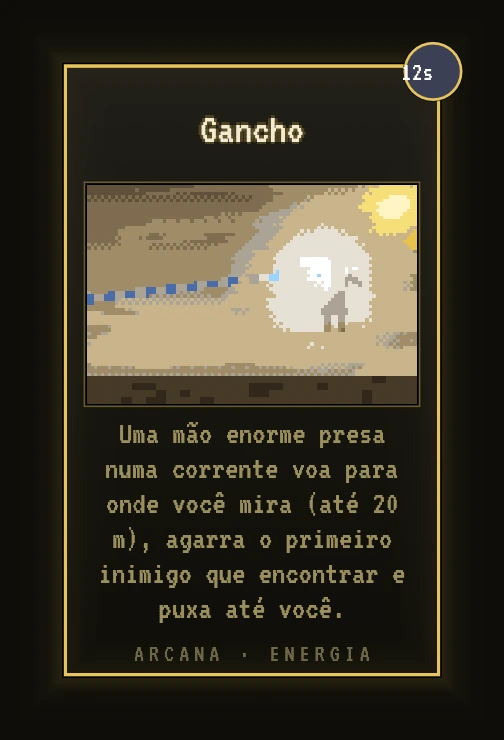 12s
Gancho
Uma mão enorme presa
numa corrente voa para
onde você mira (até 20
m), agarra o primeiro
inimigo que encontrar e
puxa até você.
ARCANA · ENERGIA